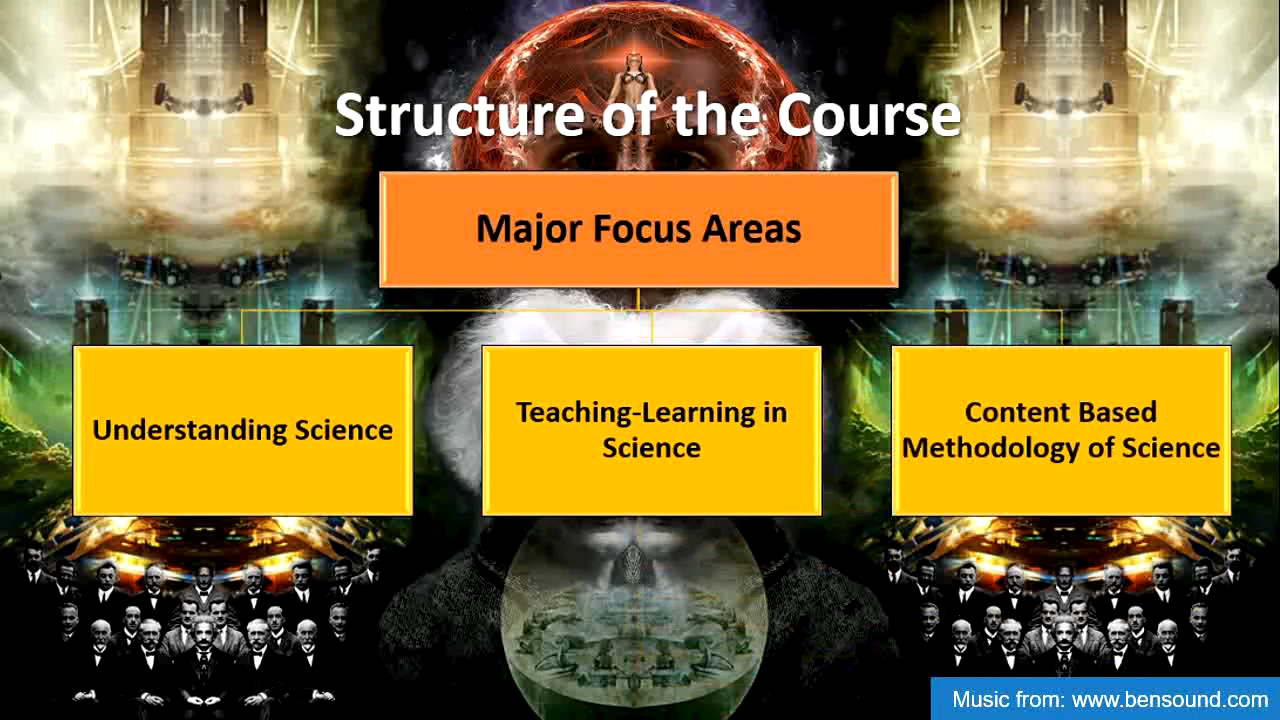 Structure of the Course
Major Focus Areas
Understanding Science
Teaching-Learning in
Science
Content Based
Methodology of Science
Music from: www.bensound.com